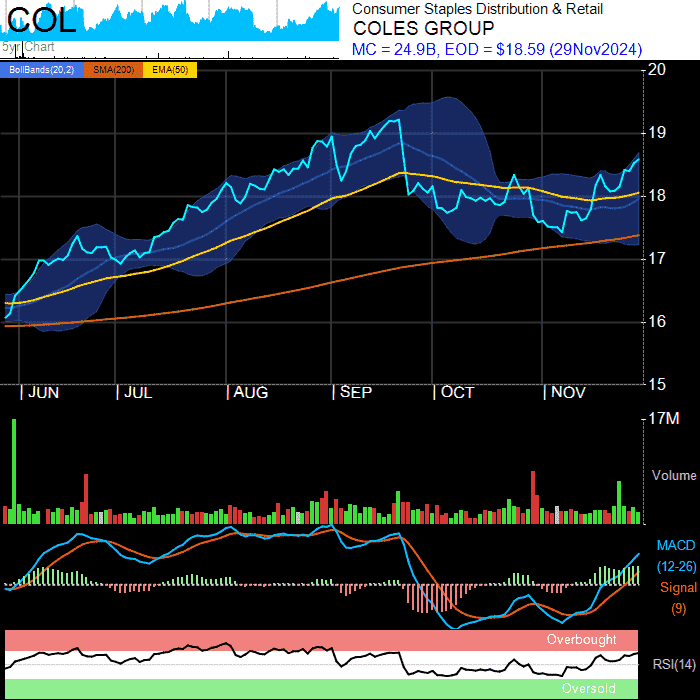 COL
5yr Chart
Consumer Staples Distribution & Retail
COLES GROUP
MC = 24.9B, EOD = $18.59 (29Nov2024)
BollBands(20,2) SMA(200) EMA(50)
20
19
18
17
16
15
| JUN | JUL | AUG | SEP | OCT | NOV
17M
Volume
MACD
(12-26)
Signal
(9)
Overbought
RSI(14)
Oversold